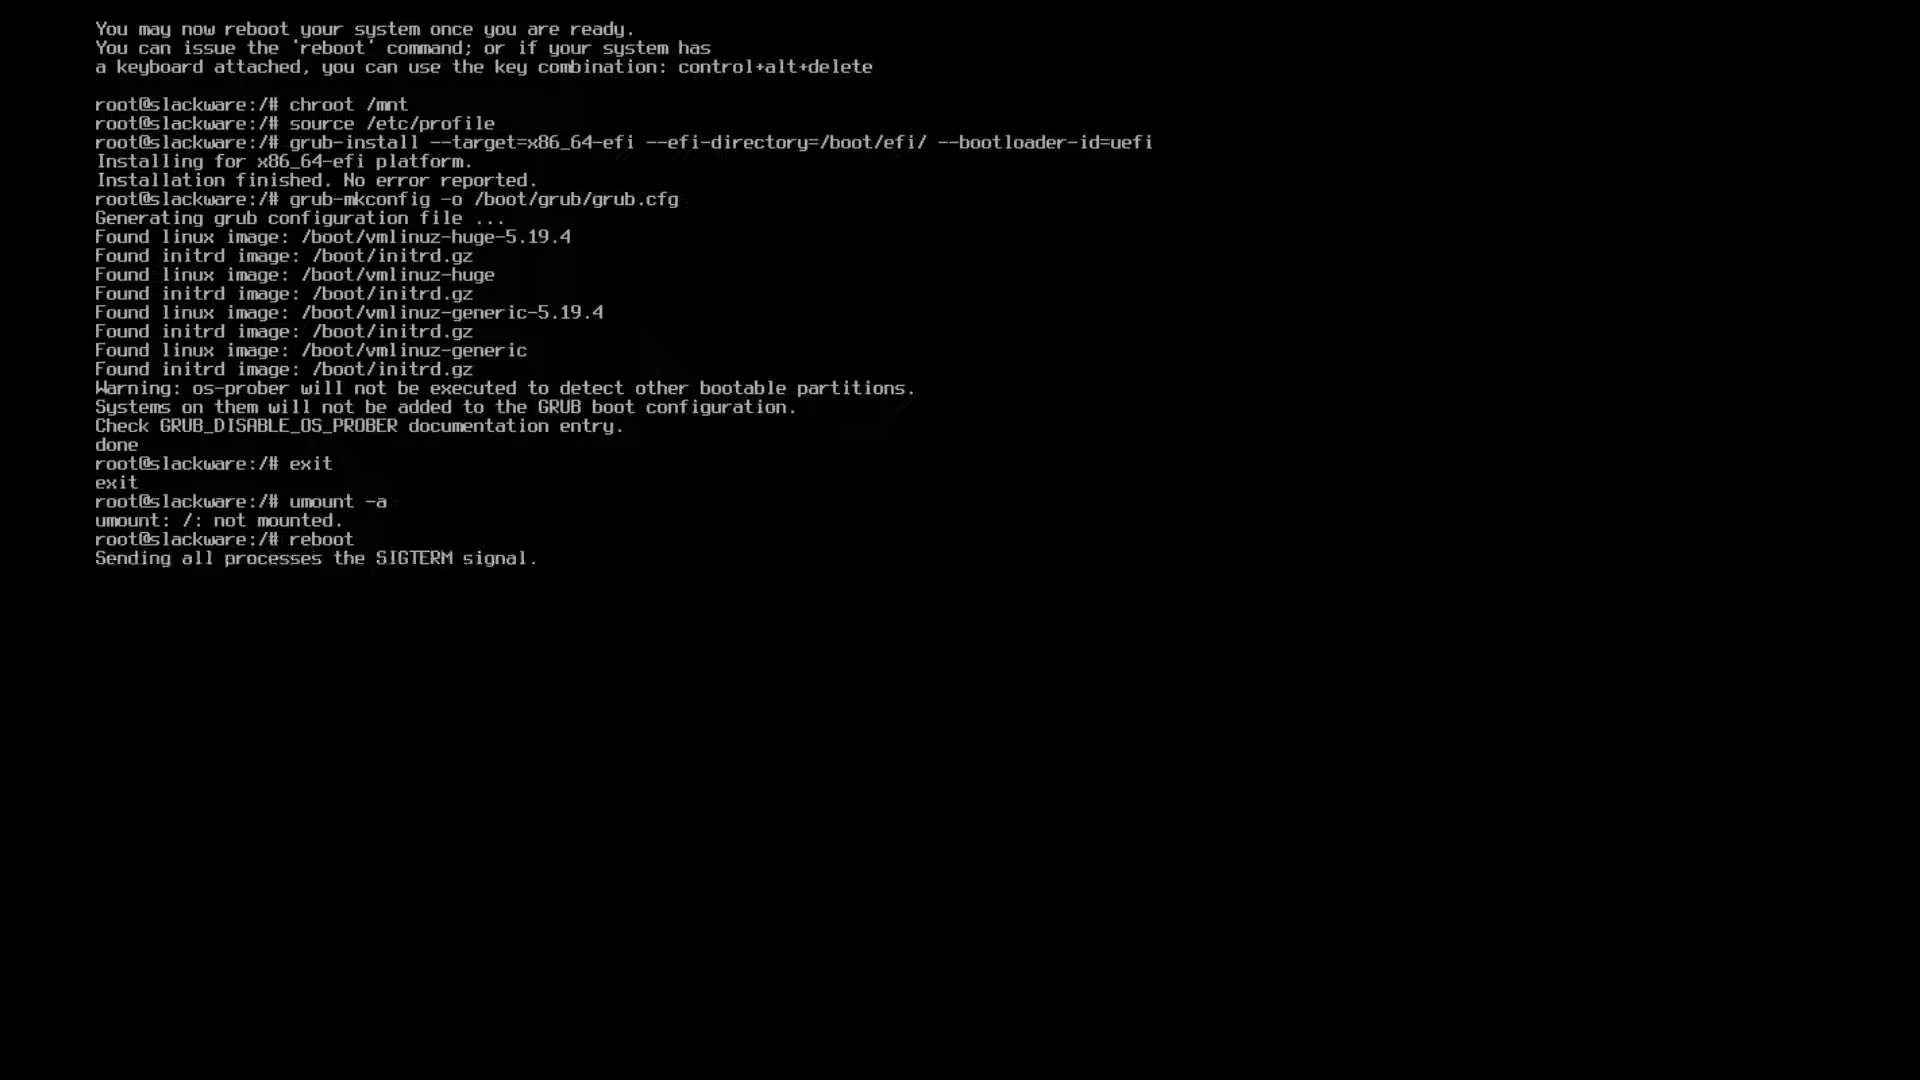 You may now reboot your system once you are ready.
You can issue the 'reboot' command; or if your system has
a keyboard attached, you can use the key combination: control+alt+delete
root@slackware:/# chroot /mnt
root@slackware:/# source /etc/profile
root@slackware:/# grub-install --target=x86_64-efi --efi-directory=/boot/efi/ --bootloader-id=uefi
Installing for x86_64-efi platform.
Installation finished. No error reported.
root@slackware:/# grub-mkconfig -o /boot/grub/grub.cfg
Generating grub configuration file ...
Found linux image: /boot/vmlinuz-huge-5.19.4
Found initrd image: /boot/initrd.gz
Found linux image: /boot/vmlinuz-huge
Found initrd image: /boot/initrd.gz
Found linux image: /boot/vmlinuz-generic-5.19.4
Found initrd image: /boot/initrd.gz
Found linux image: /boot/vmlinuz-generic
Found initrd image: /boot/initrd.gz
Warning: os-prober will not be executed to detect other bootable partitions.
Systems on them will not be added to the GRUB boot configuration.
Check GRUB_DISABLE_OS_PROBER documentation entry.
done
root@slackware:/# exit
exit
root@slackware:/# umount -a
umount: /: not mounted.
root@slackware:/# reboot
Sending all processes the SIGTERM signal.